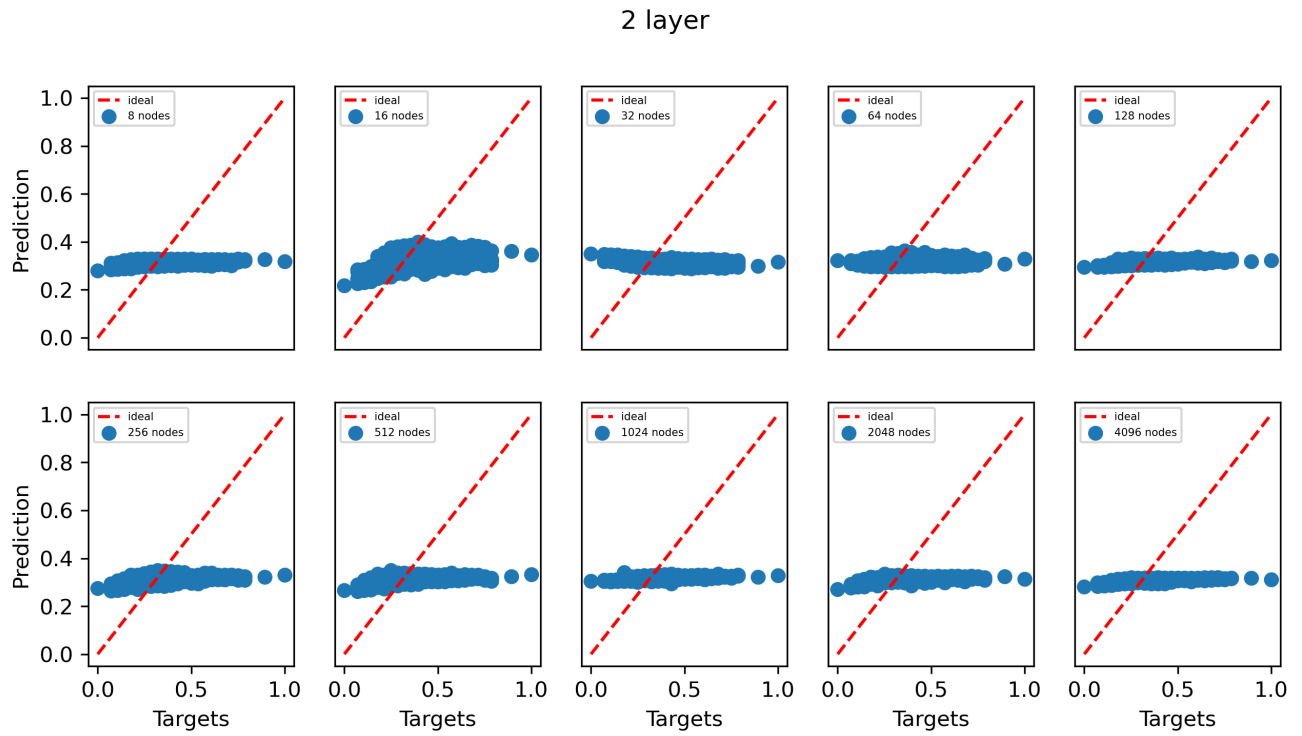 2 layer
ideal
8 nodes
ideal
16 nodes
ideal
32 nodes
ideal
64 nodes
ideal
128 nodes
1.0
0.8
0.6
0.4
0.2
0.0
Prediction
ideal
256 nodes
ideal
512 nodes
ideal
1024 nodes
ideal
2048 nodes
ideal
4096 nodes
1.0
0.8
0.6
0.4
0.2
0.0
Prediction
0.0 0.5 1.0
0.0 0.5 1.0
0.0 0.5 1.0
0.0 0.5 1.0
0.0 0.5 1.0
Targets
Targets
Targets
Targets
Targets